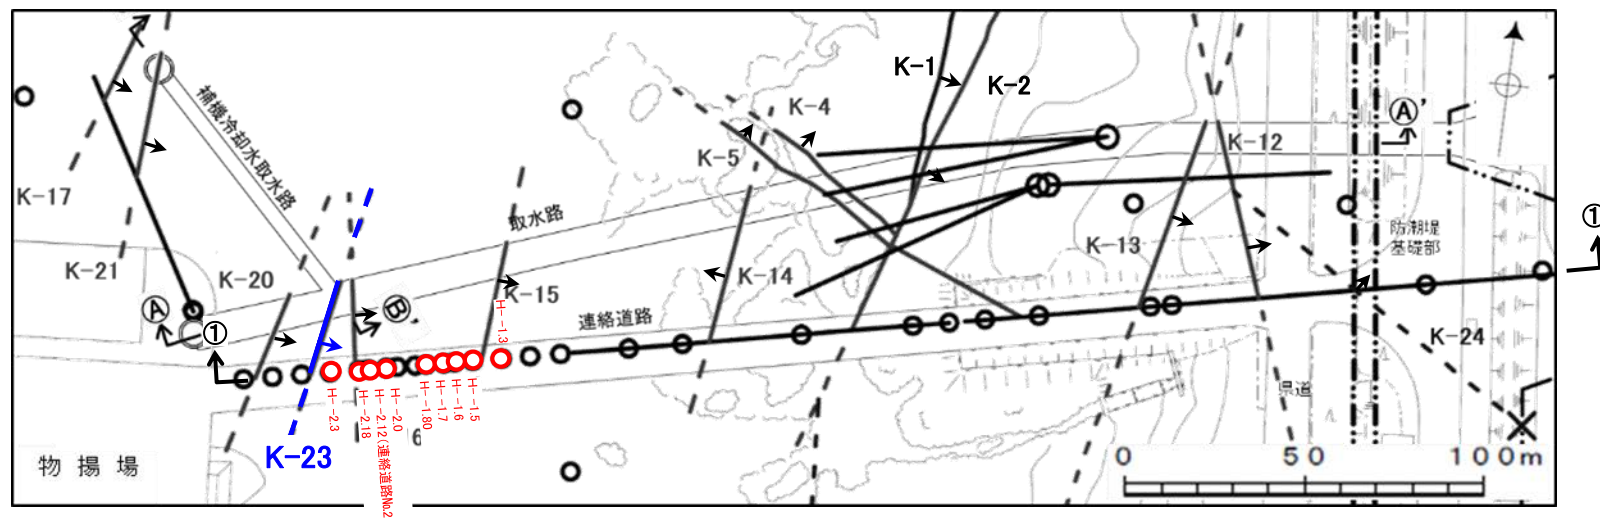 K-1
K-2
K-4
K-5
K-12
Ⓐ'
補機冷却水取水路
K-17
取水路
K-21
K-20
K-15
K-14
K-13
防潮堤
基礎部
①
Ⓐ
①
Ⓑ'
連絡道路
K-24
H--1.3
H--2.3
H--2.18
H--2.12(連絡道路№2
H--2.0
H--1.80
H--1.7
H--1.6
H--1.5
6
県道
K-23
物揚場
0 50 100m